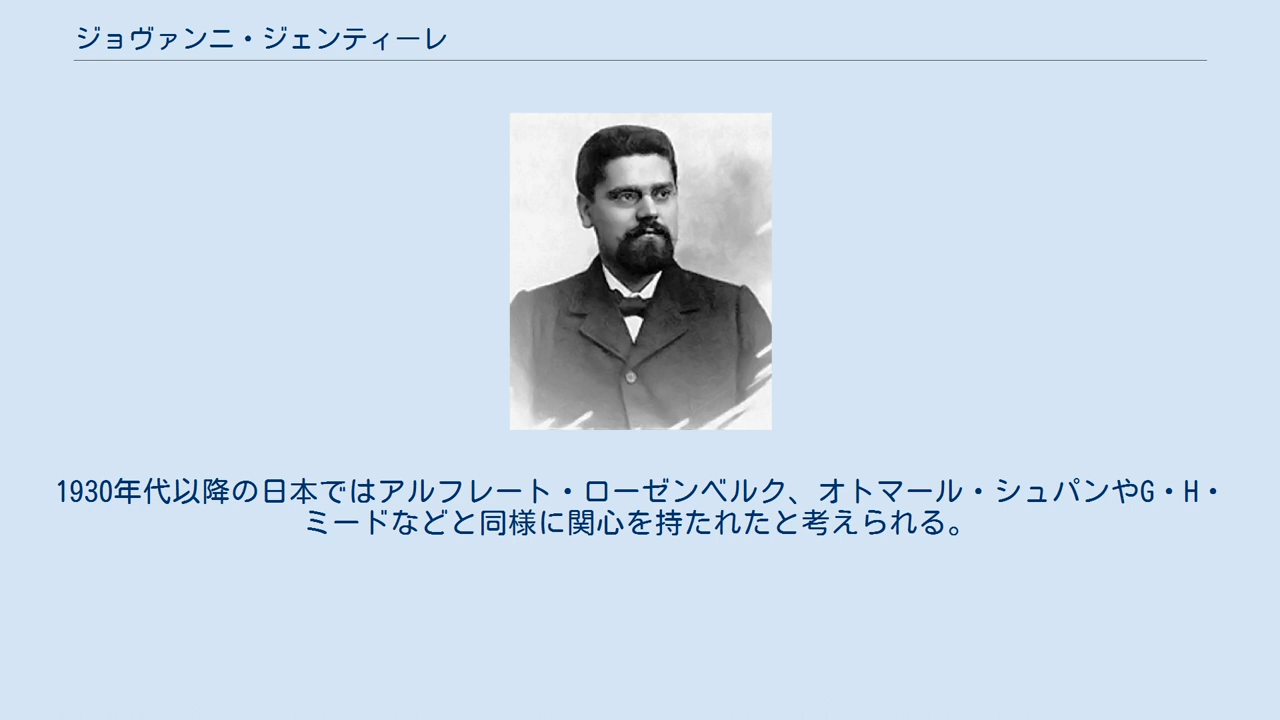 ジョヴァンニ・ジェンティーレ
1930年代以降の日本ではアルフレート・ローゼンベルク、オトマール・シュパンやG・H・
ミードなどと同様に関心を持たれたと考えられる。